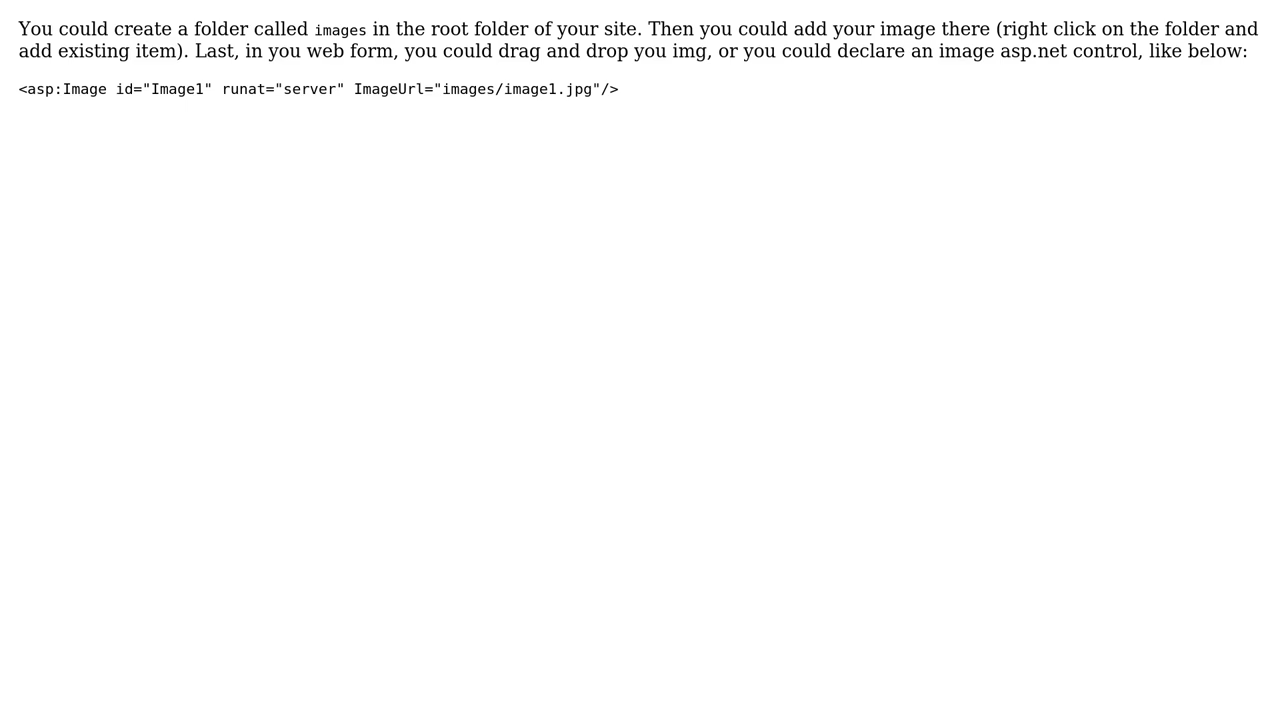 You could create a folder called images in the root folder of your site. Then you could add your image there (right click on the folder and
add existing item). Last, in you web form, you could drag and drop you img, or you could declare an image asp.net control, like below:
<asp:Image id="Image1" runat="server" ImageUrl="images/image1.jpg"/>